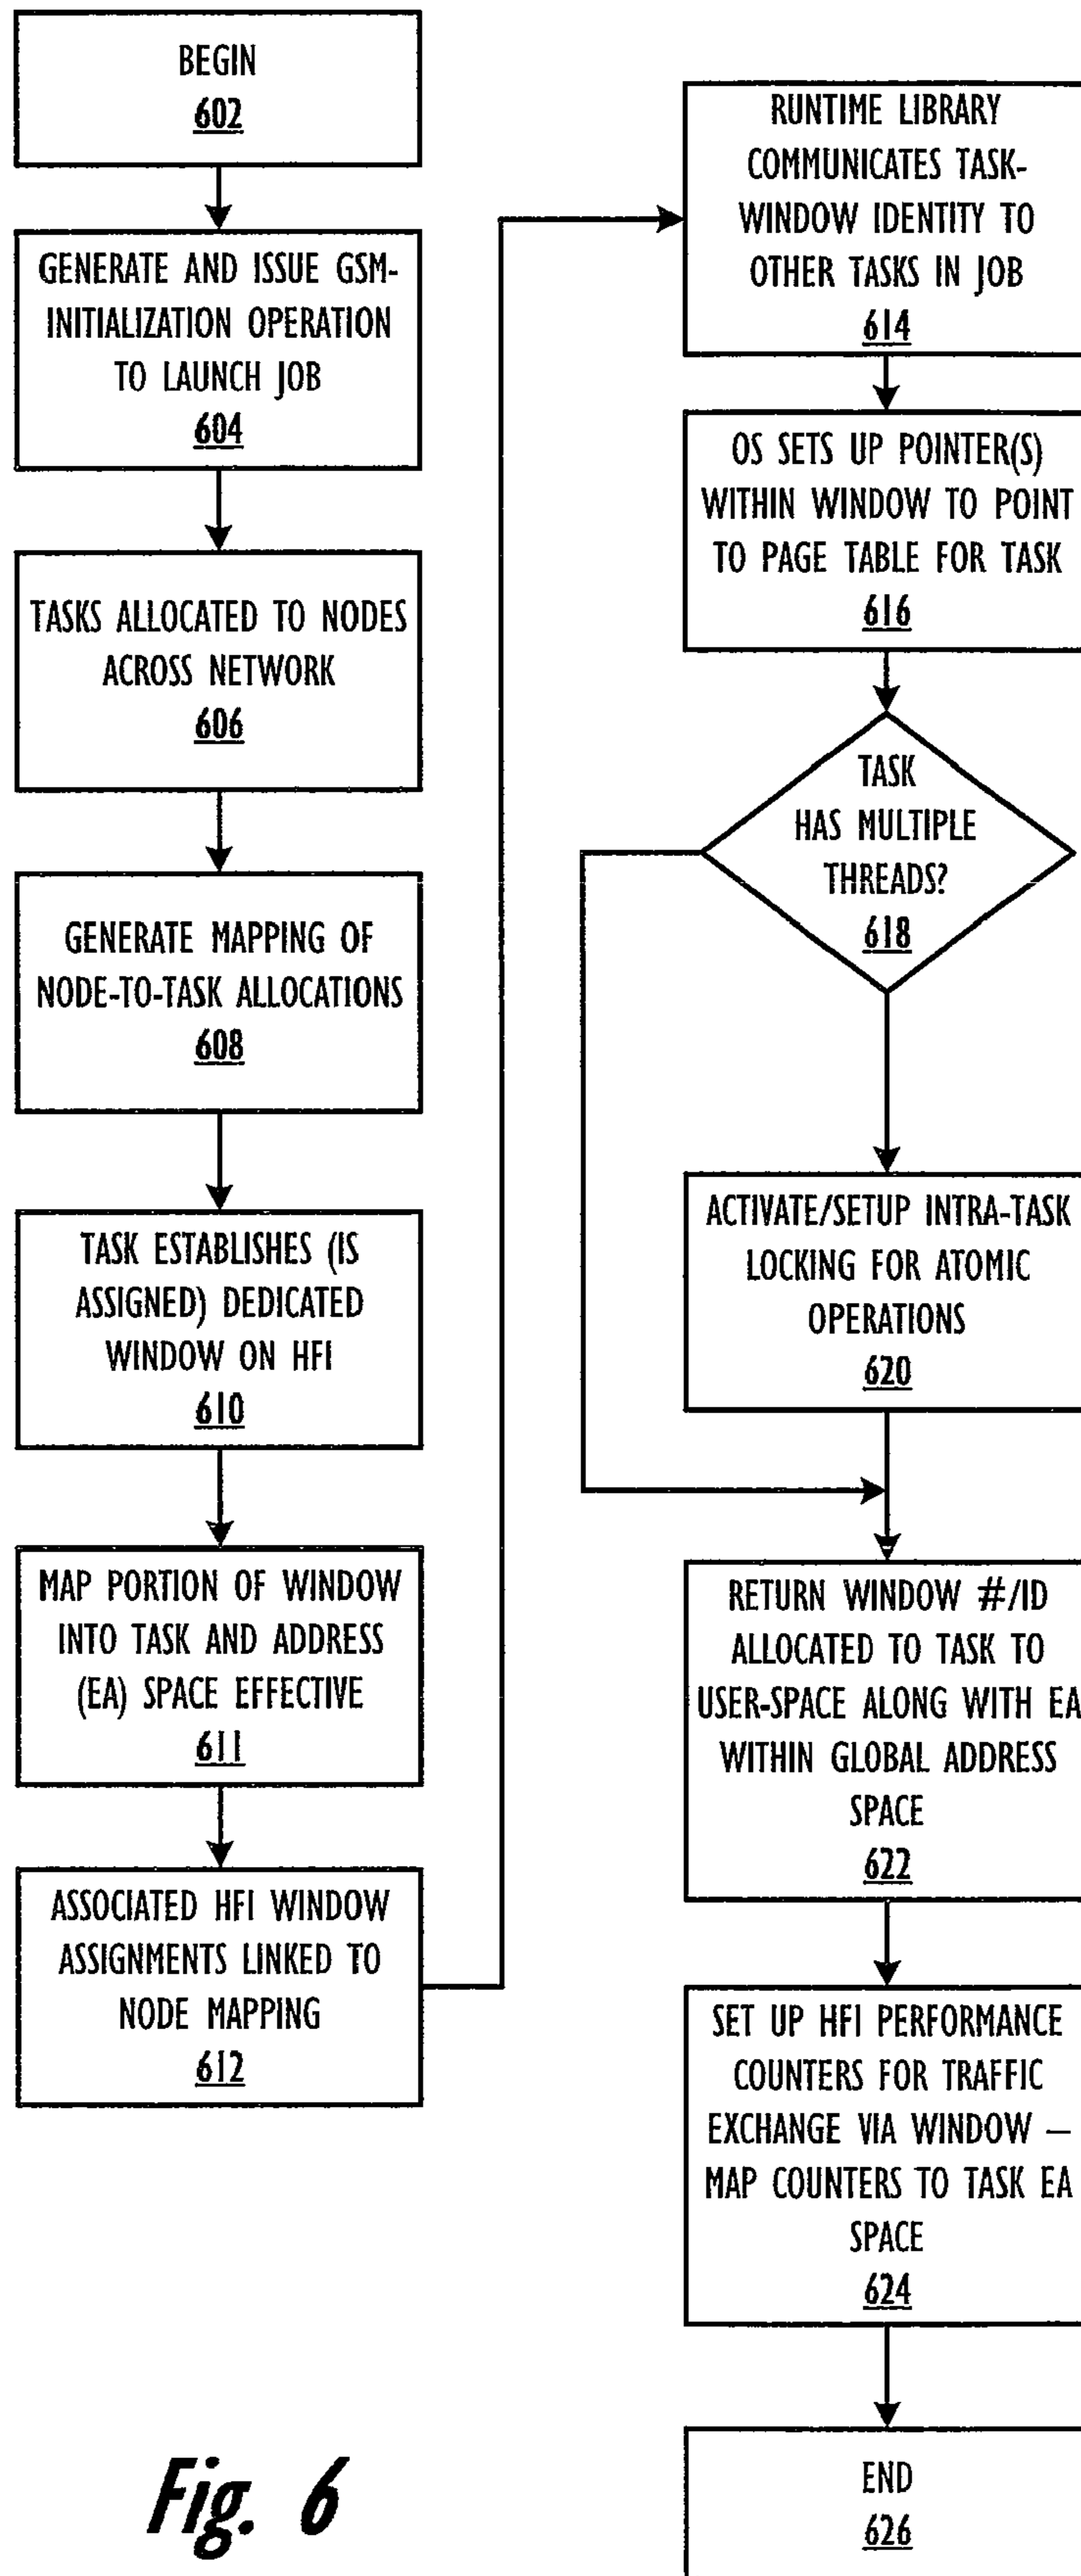 BEGIN
602
GENERATE AND ISSUE GSM-
INITIALIZATION OPERATION
TO LAUNCH JOB
604
TASKS ALLOCATED TO NODES
ACROSS NETWORK
606
GENERATE MAPPING OF
NODE-TO-TASK ALLOCATIONS
608
TASK ESTABLISHES (IS
ASSIGNED) DEDICATED
WINDOW ON HFI
610
MAP PORTION OF WINDOW
INTO TASK AND ADDRESS
(EA) SPACE EFFECTIVE
611
ASSOCIATED HFI WINDOW
ASSIGNMENTS LINKED TO
NODE MAPPING
612
RUNTIME LIBRARY
COMMUNICATES TASK-
WINDOW IDENTITY TO
OTHER TASKS IN JOB
614
OS SETS UP POINTER(S)
WITHIN WINDOW TO POINT
TO PAGE TABLE FOR TASK
616
TASK
HAS MULTIPLE
THREADS?
618
ACTIVATE/SETUP INTRA-TASK
LOCKING FOR ATOMIC
OPERATIONS
620
RETURN WINDOW #/ID
ALLOCATED TO TASK TO
USER-SPACE ALONG WITH EA
WITHIN GLOBAL ADDRESS
SPACE
622
SET UP HFI PERFORMANCE
COUNTERS FOR TRAFFIC
EXCHANGE VIA WINDOW –
MAP COUNTERS TO TASK EA
SPACE
624
END
626
Fig. 6